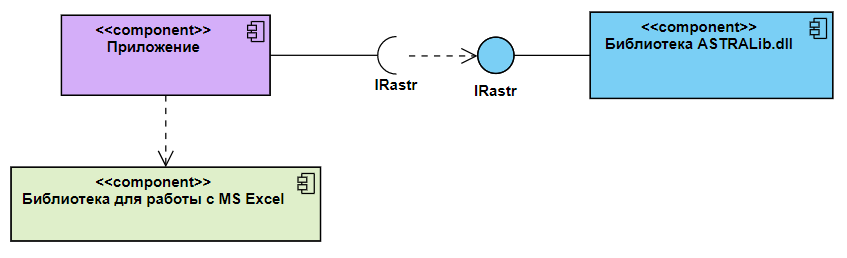 <<component>>
Приложение
<<component>>
Библиотека ASTRALib.dll
IRastr
IRastr
<<component>>
Библиотека для работы с MS Excel